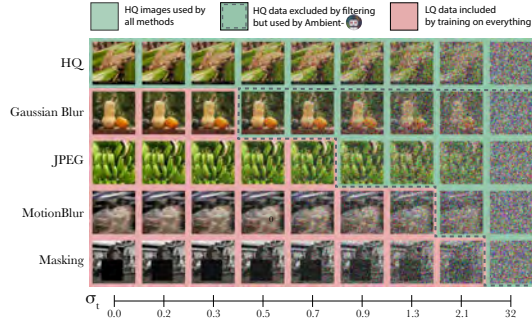 HQ images used by
all methods
HQ data excluded by filtering
but used by Ambient-
LQ data included
by training on everything
HQ
Gaussian Blur
JPEG
MotionBlur
Masking
σt
0.0 0.2 0.3 0.5 0.7 0.9 1.3 2.1 32